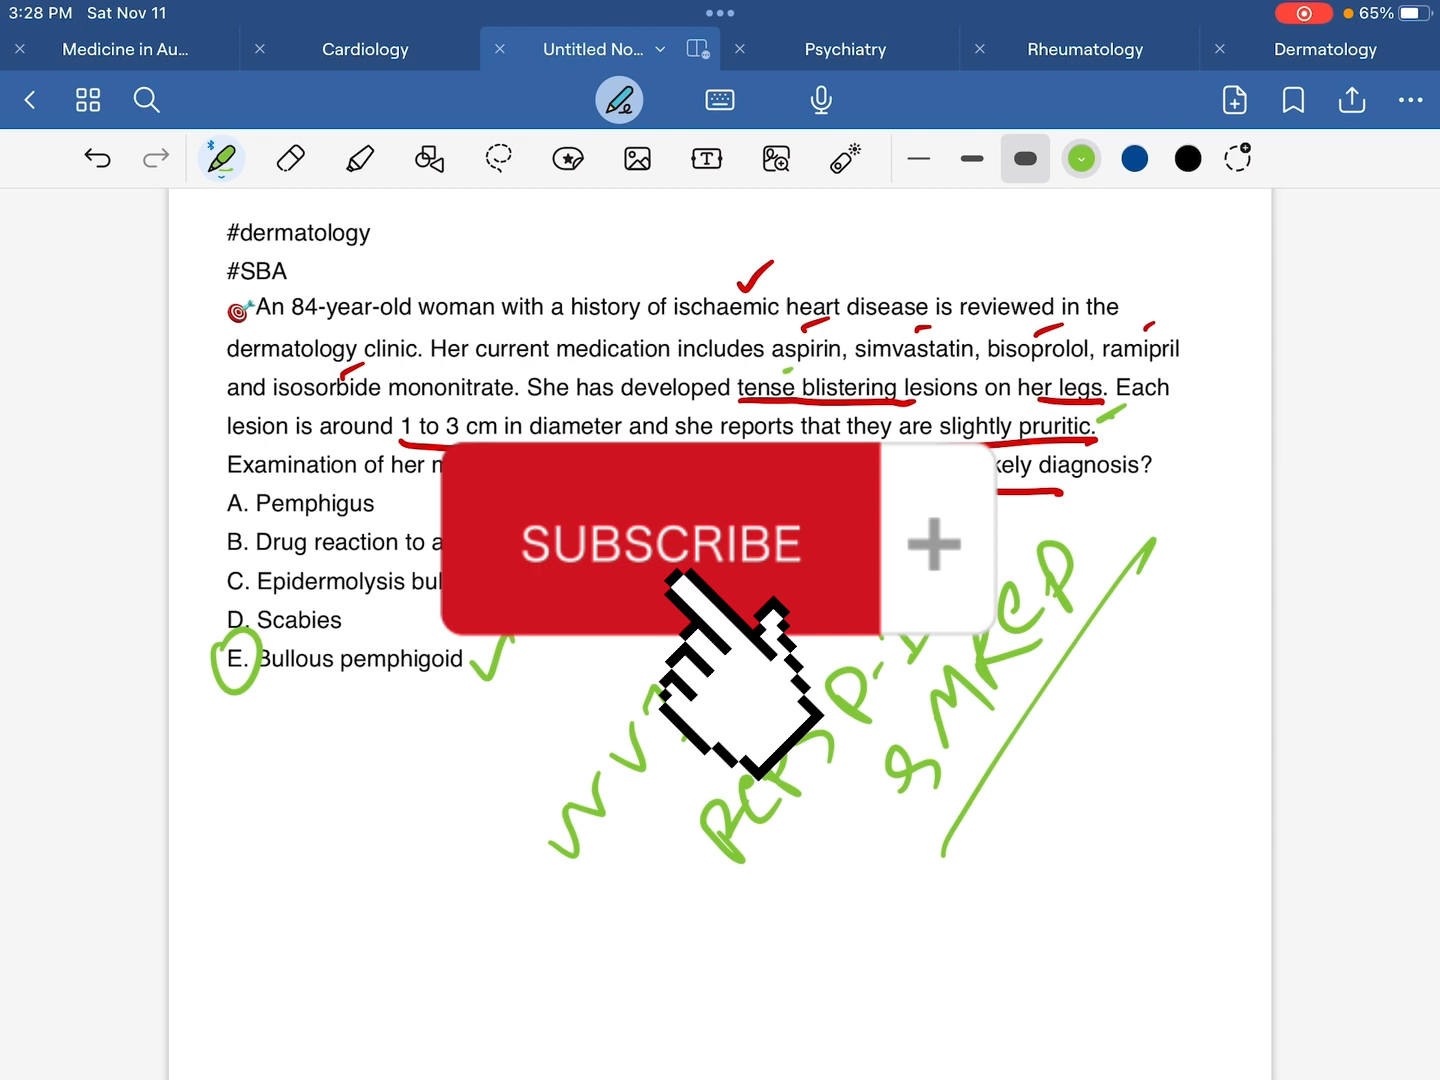 3:28 PM Sat Nov 11
65%
Medicine in Au...
Cardiology
Untitled No...
Psychiatry
Rheumatology
Dermatology
#dermatology
#SBA
An 84-year-old woman with a history of ischaemic heart disease is reviewed in the
dermatology clinic. Her current medication includes aspirin, simvastatin, bisoprolol, ramipril
and isosorbide mononitrate. She has developed tense blistering lesions on her legs. Each
lesion is around 1 to 3 cm in diameter and she reports that they are slightly pruritic.
Examination of her diagnosis?
A. Pemphigus
B. Drug reaction to
C. Epidermolysis
D. Scabies
E. Bullous pemphigoid
SUBSCRIBE
MRCP